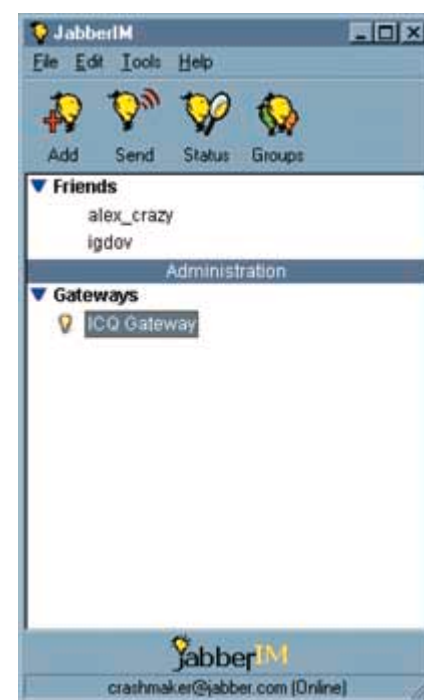 JabberIM
File Edit Tools Help
Add Send Status Groups
Friends
alex_crazy
igdov
Administration
Gateways
ICQ Gateway
jabberIM
crashmaker@jabber.com (Online)